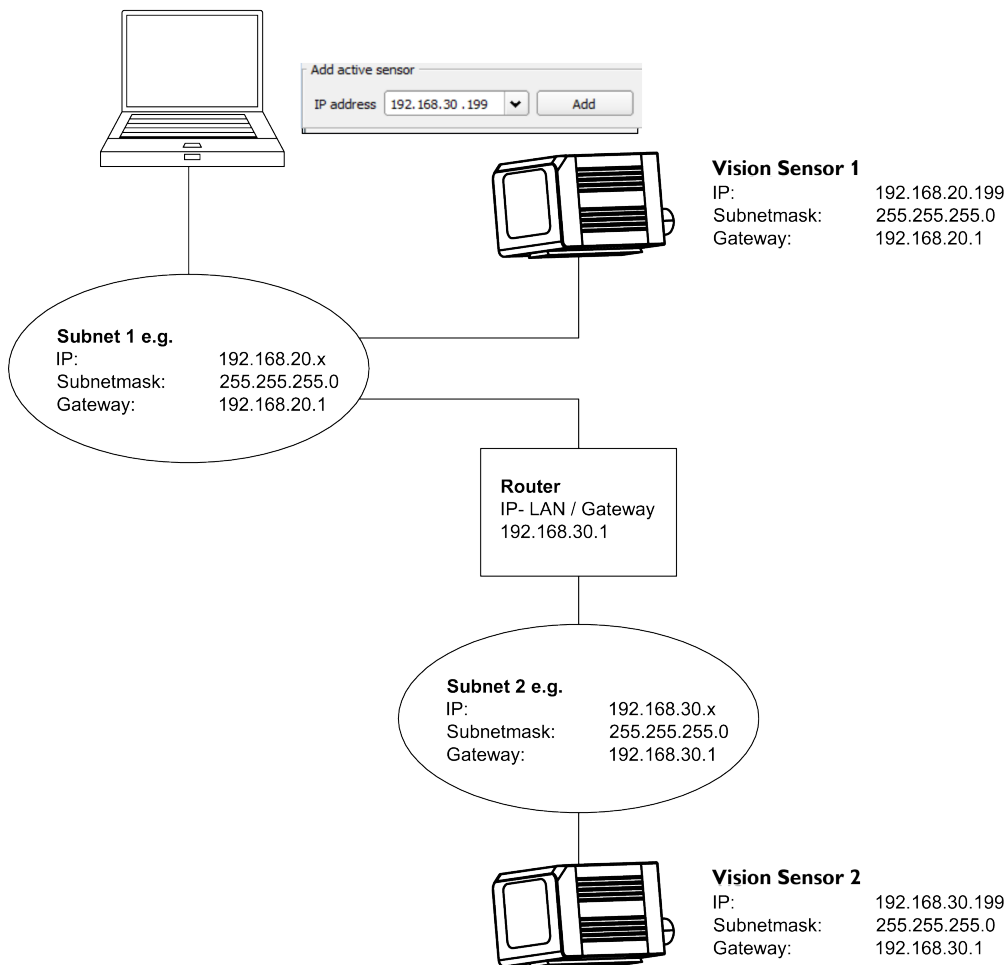 Add active sensor
IP address 192.168.30 .199 Add
Vision Sensor 1
IP: 192.168.20.199
Subnetmask: 255.255.255.0
Gateway: 192.168.20.1
Subnet 1 e.g.
IP: 192.168.20.x
Subnetmask: 255.255.255.0
Gateway: 192.168.20.1
Router
IP- LAN / Gateway
192.168.30.1
Subnet 2 e.g.
IP: 192.168.30.x
Subnetmask: 255.255.255.0
Gateway: 192.168.30.1
Vision Sensor 2
IP: 192.168.30.199
Subnetmask: 255.255.255.0
Gateway: 192.168.30.1